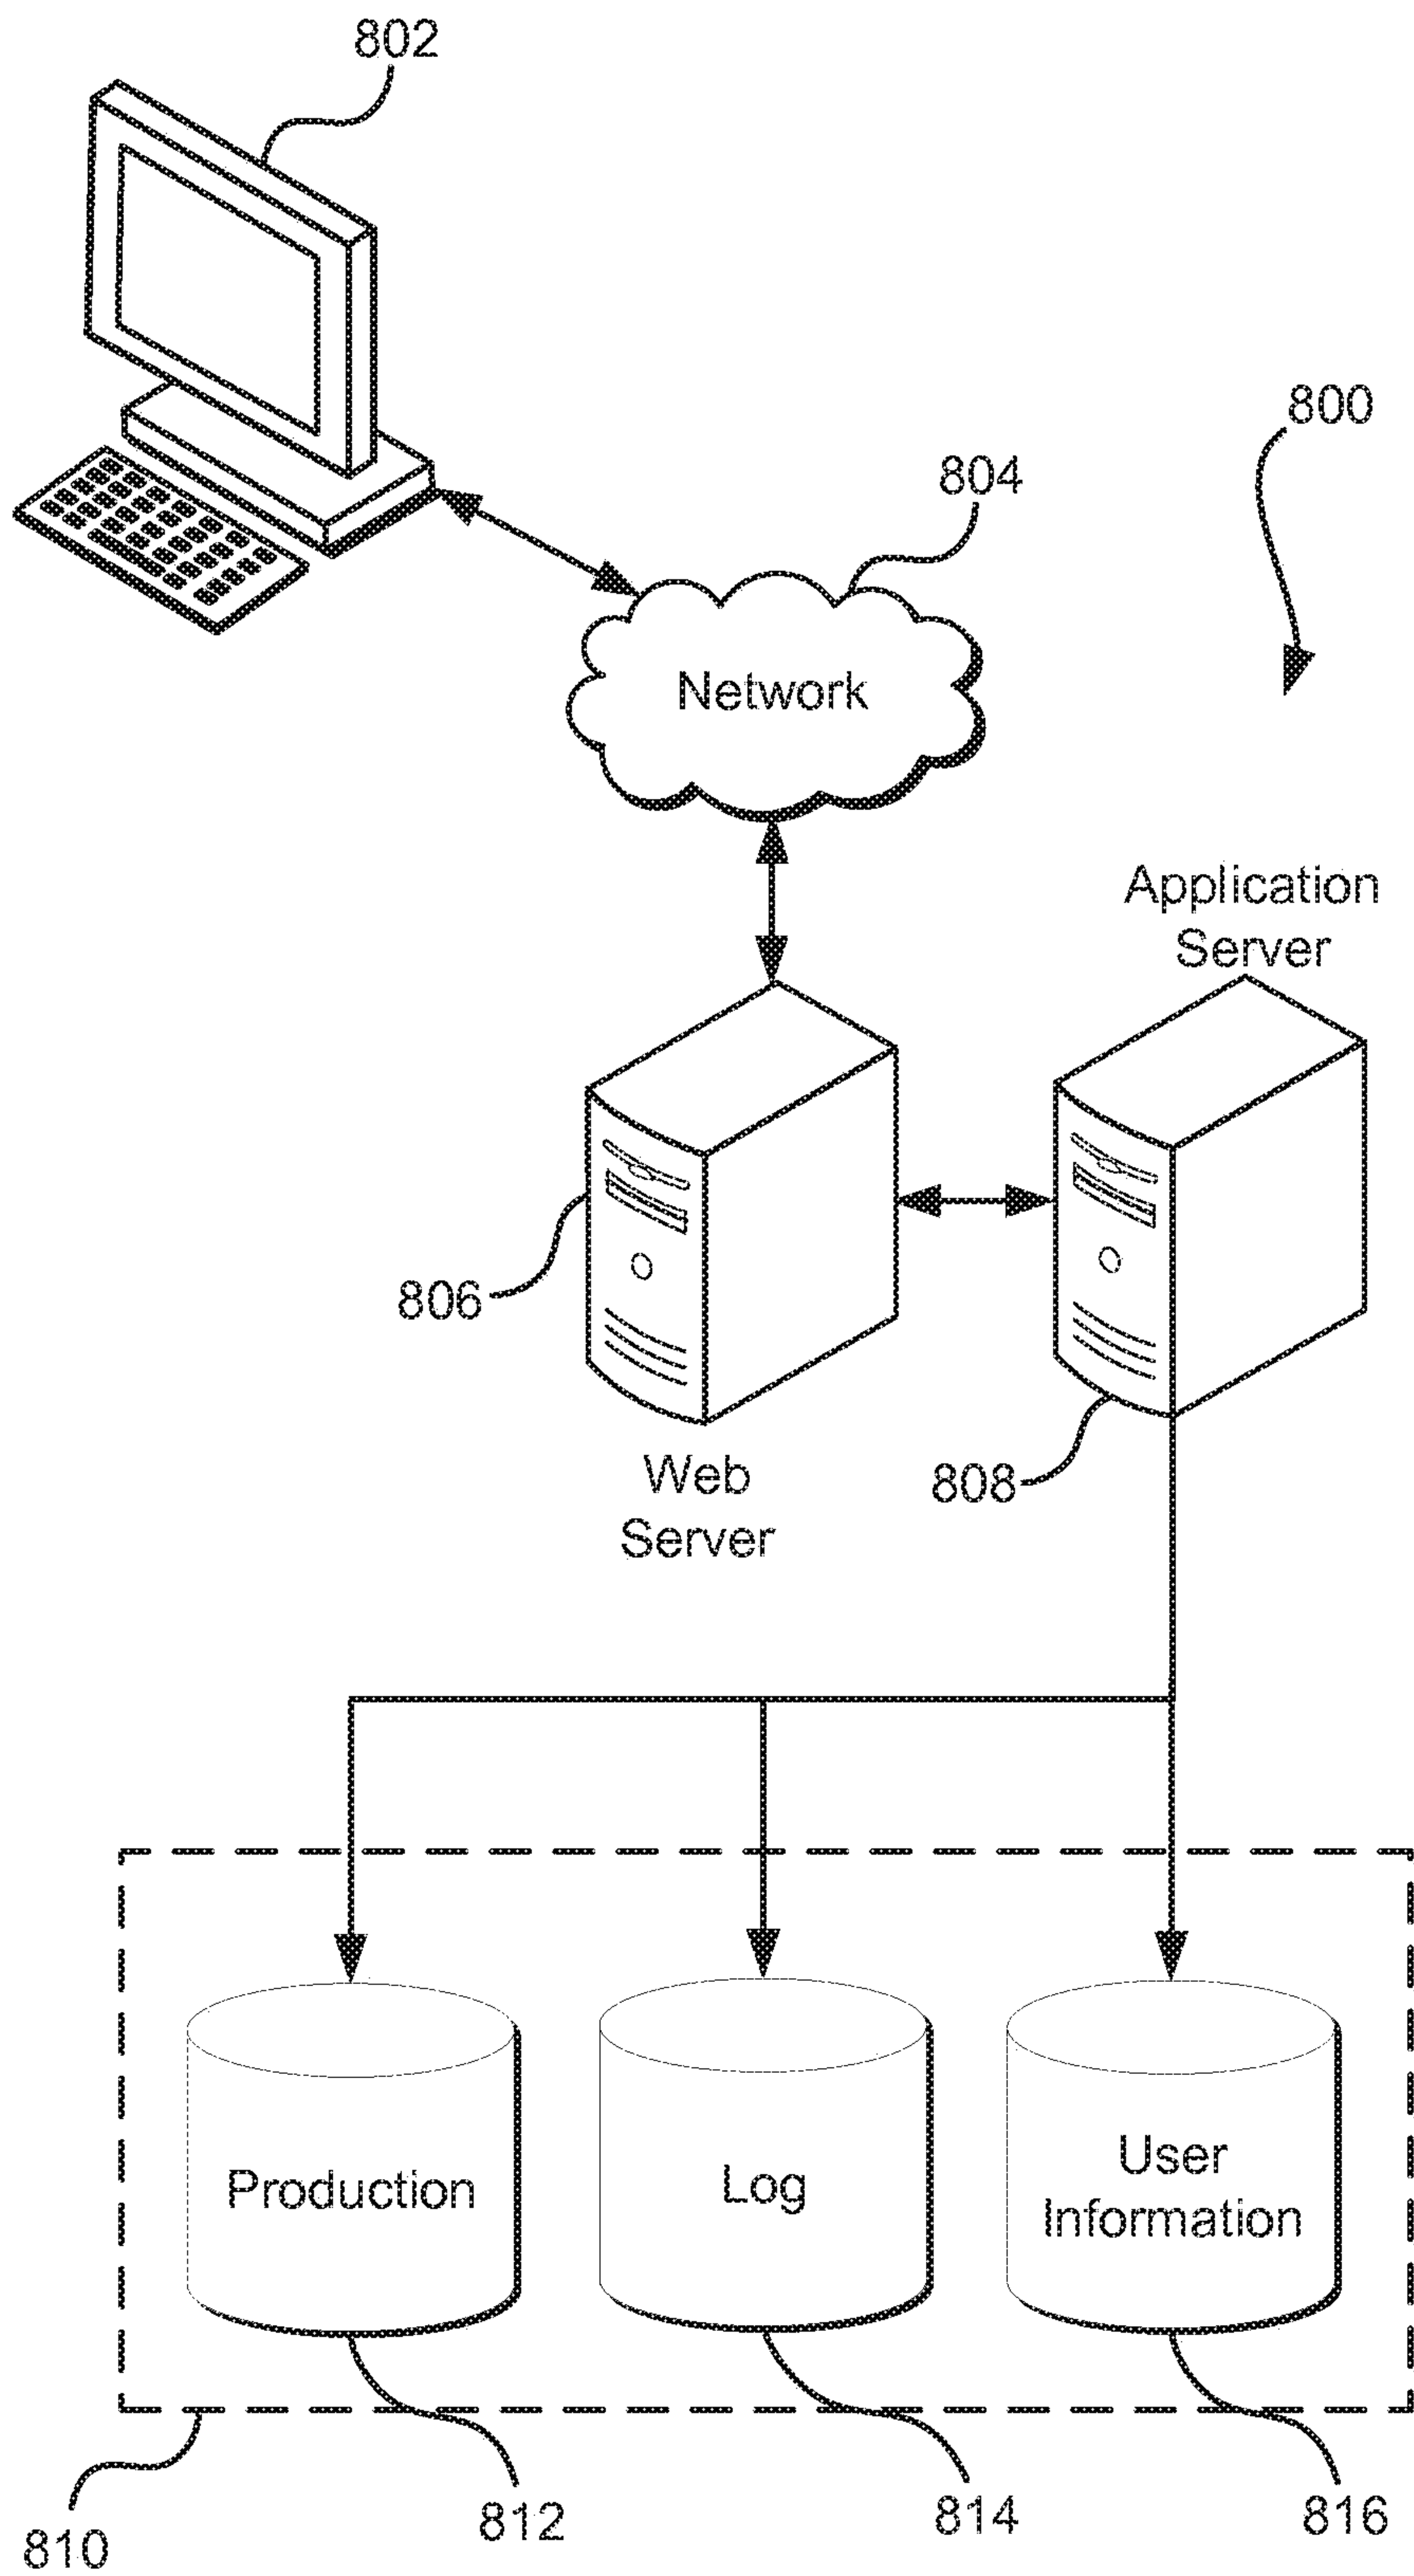 802
800
804
Network
Application
Server
806
808
Web
Server
Production
Log
User
Information
810
812
814
816